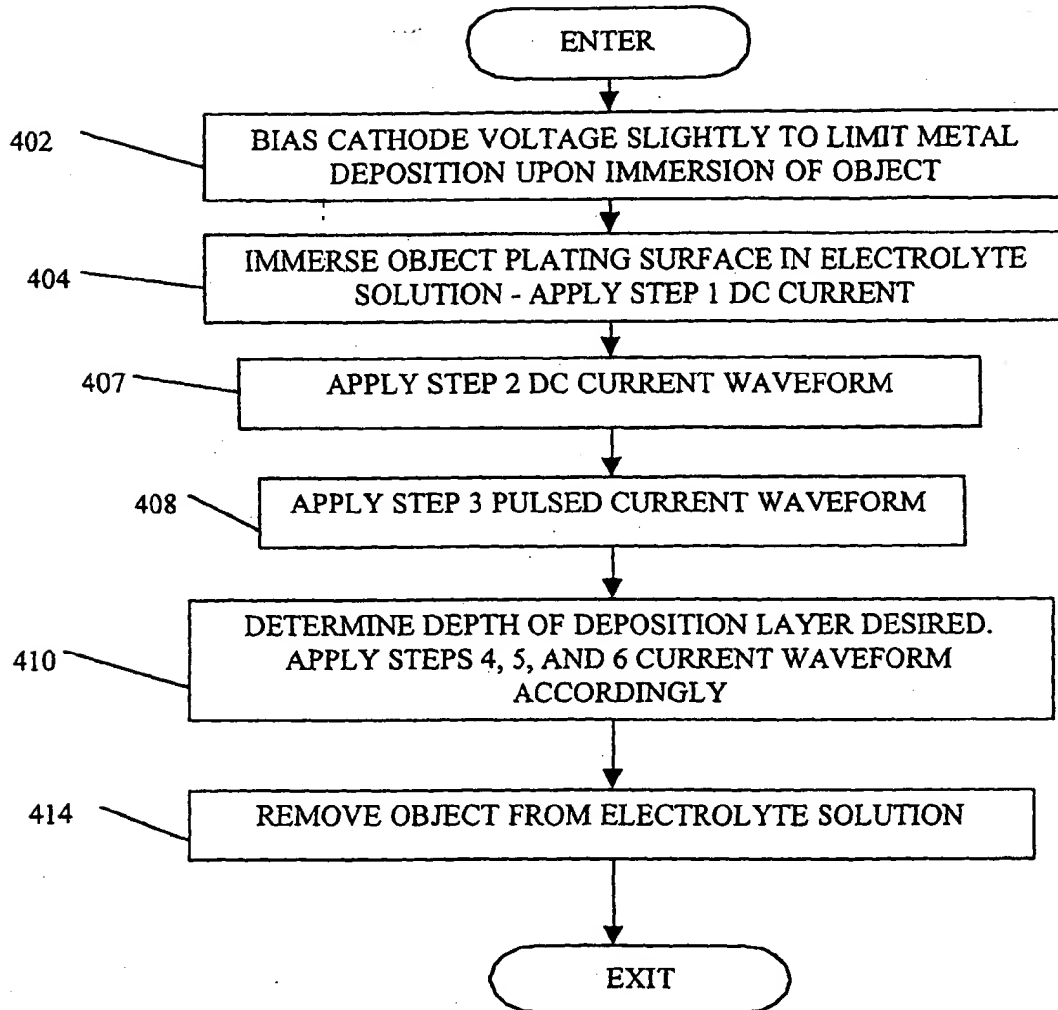 ENTER
402
BIAS CATHODE VOLTAGE SLIGHTLY TO LIMIT METAL
DEPOSITION UPON IMMERSION OF OBJECT
404
IMMERSE OBJECT PLATING SURFACE IN ELECTROLYTE
SOLUTION - APPLY STEP 1 DC CURRENT
407
APPLY STEP 2 DC CURRENT WAVEFORM
408
APPLY STEP 3 PULSED CURRENT WAVEFORM
410
DETERMINE DEPTH OF DEPOSITION LAYER DESIRED.
APPLY STEPS 4, 5, AND 6 CURRENT WAVEFORM
ACCORDINGLY
414
REMOVE OBJECT FROM ELECTROLYTE SOLUTION
EXIT